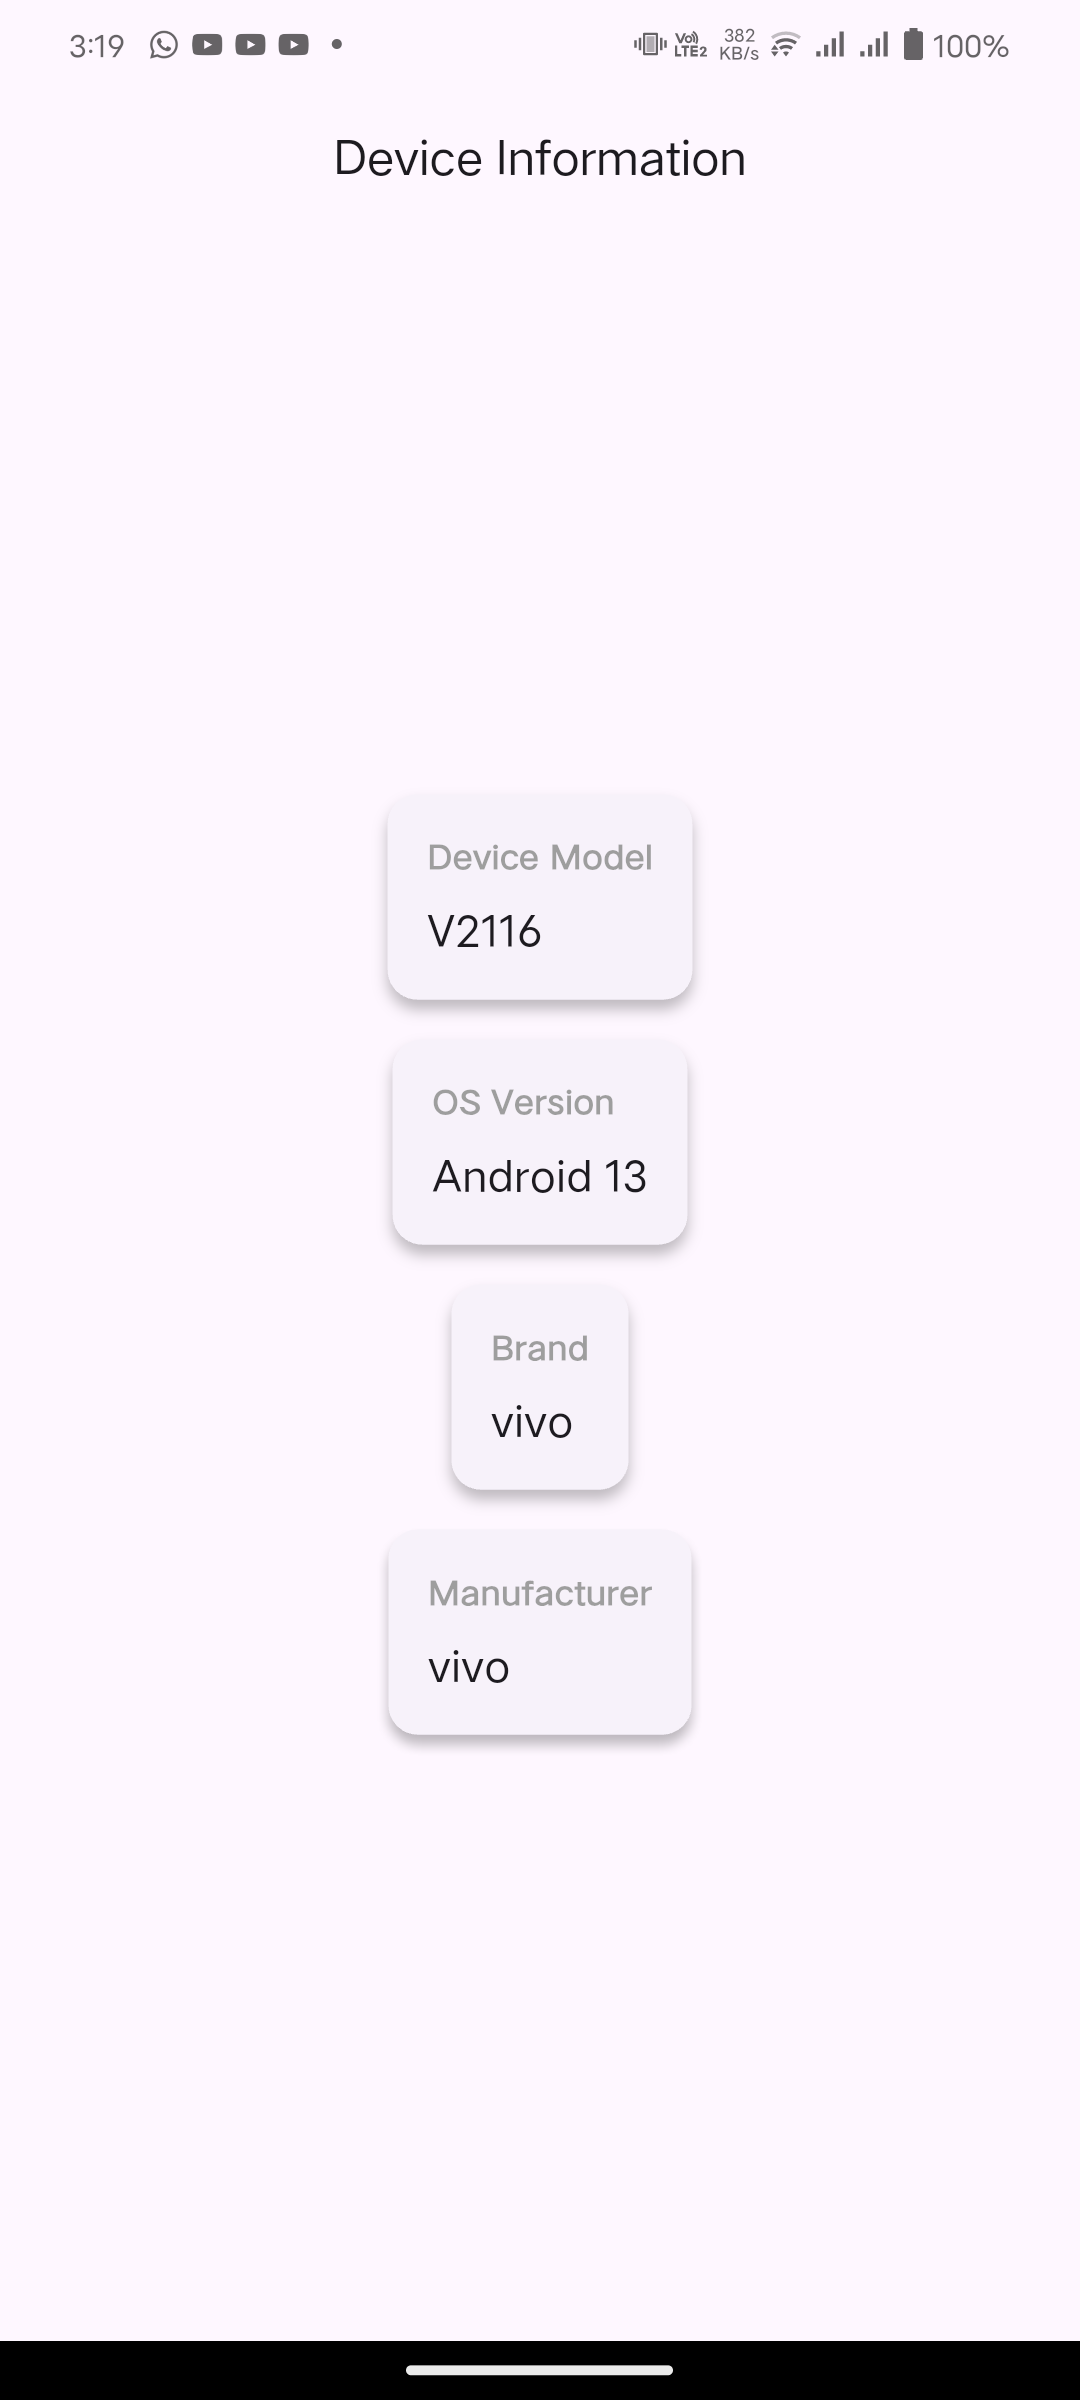 3:19
Vo)) 382
LTE2 KB/s 100%
Device Information
Device Model
V2116
OS Version
Android 13
Brand
vivo
Manufacturer
vivo